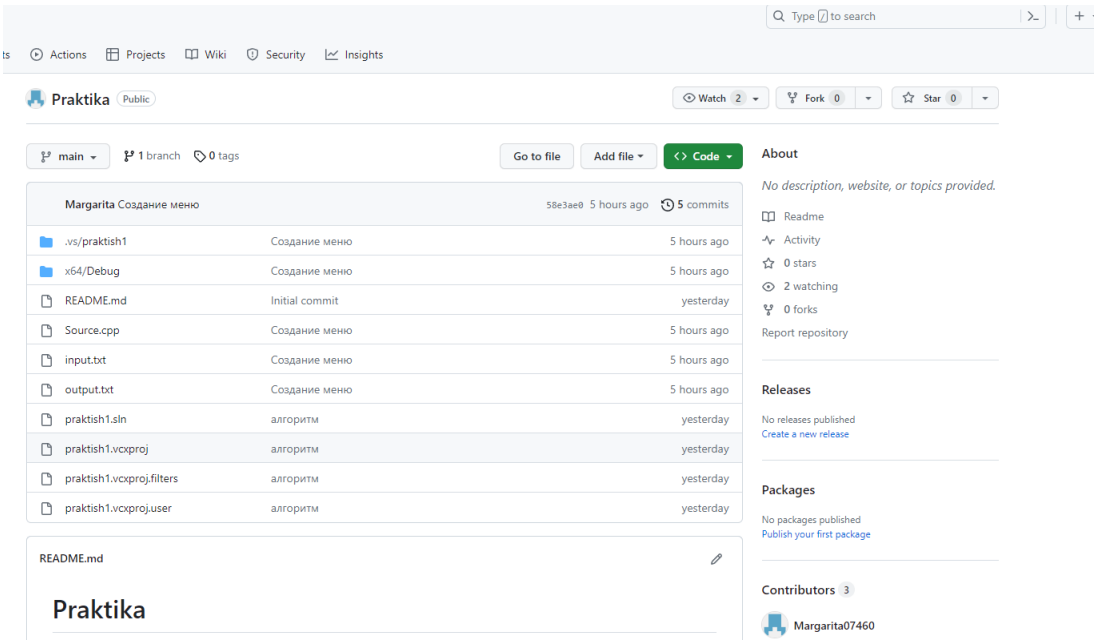 Type / to search
ts Actions Projects Wiki Security Insights
Praktika Public
Watch 2 Fork 0 Star 0
main 1 branch 0 tags Go to file Add file Code
Margarita Создание меню 58e3ae0 5 hours ago 5 commits
.vs/praktish1 Создание меню 5 hours ago
x64/Debug Создание меню 5 hours ago
README.md Initial commit yesterday
Source.cpp Создание меню 5 hours ago
input.txt Создание меню 5 hours ago
output.txt Создание меню 5 hours ago
praktish1.sln алгоритм yesterday
praktish1.vcxproj алгоритм yesterday
praktish1.vcxproj.filters алгоритм yesterday
praktish1.vcxproj.user алгоритм yesterday
README.md
Praktika
About
No description, website, or topics provided.
Readme
Activity
0 stars
2 watching
0 forks
Report repository
Releases
No releases published
Create a new release
Packages
No packages published
Publish your first package
Contributors 3
Margarita07460